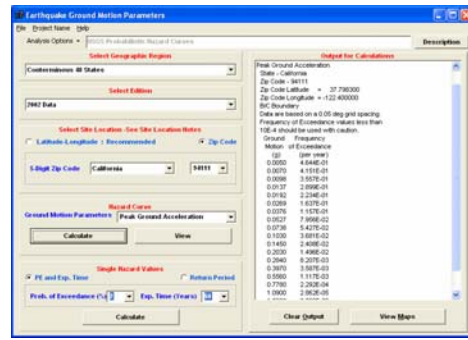 Earthquake Ground Motion Parameters
File Project Name Help
Analysis Options
Description
Select Geographic Region
Conterminous 48 States
Select Edition
2002 Data
Select Site Location -See Site Location Notes
Latitude-Longitude : Recommended
Zip Code
5-Digit Zip Code
California
94111
Hazard Curve
Ground Motion Parameters
Peak Ground Acceleration
Calculate
View
Single Hazard Values
PE and Exp. Time
Return Period
Prob. of Exceedance (%)
Exp. Time (Years)
Calculate
Output for Calculations
Peak Ground Acceleration
State - California
Zip Code - 94111
Zip Code Latitude = 37.798300
Zip Code Longitude = -122.400000
B/C Boundary
Data are based on a 0.05 deg grid spacing
Frequency of Exceedance values less than
10E-4 should be used with caution.
Ground Frequency
Motion of Exceedance
(g) (per year)
0.0050 4.844E-01
0.0070 4.151E-01
0.0098 3.557E-01
0.0137 2.899E-01
0.0192 2.234E-01
0.0269 1.637E-01
0.0376 1.157E-01
0.0527 7.956E-02
0.0738 5.427E-02
0.1030 3.681E-02
0.1450 2.408E-02
0.2030 1.496E-02
0.2840 8.207E-03
0.3970 3.587E-03
0.5560 1.117E-03
0.7780 2.292E-04
1.0900 2.862E-05
Clear Output
View Maps